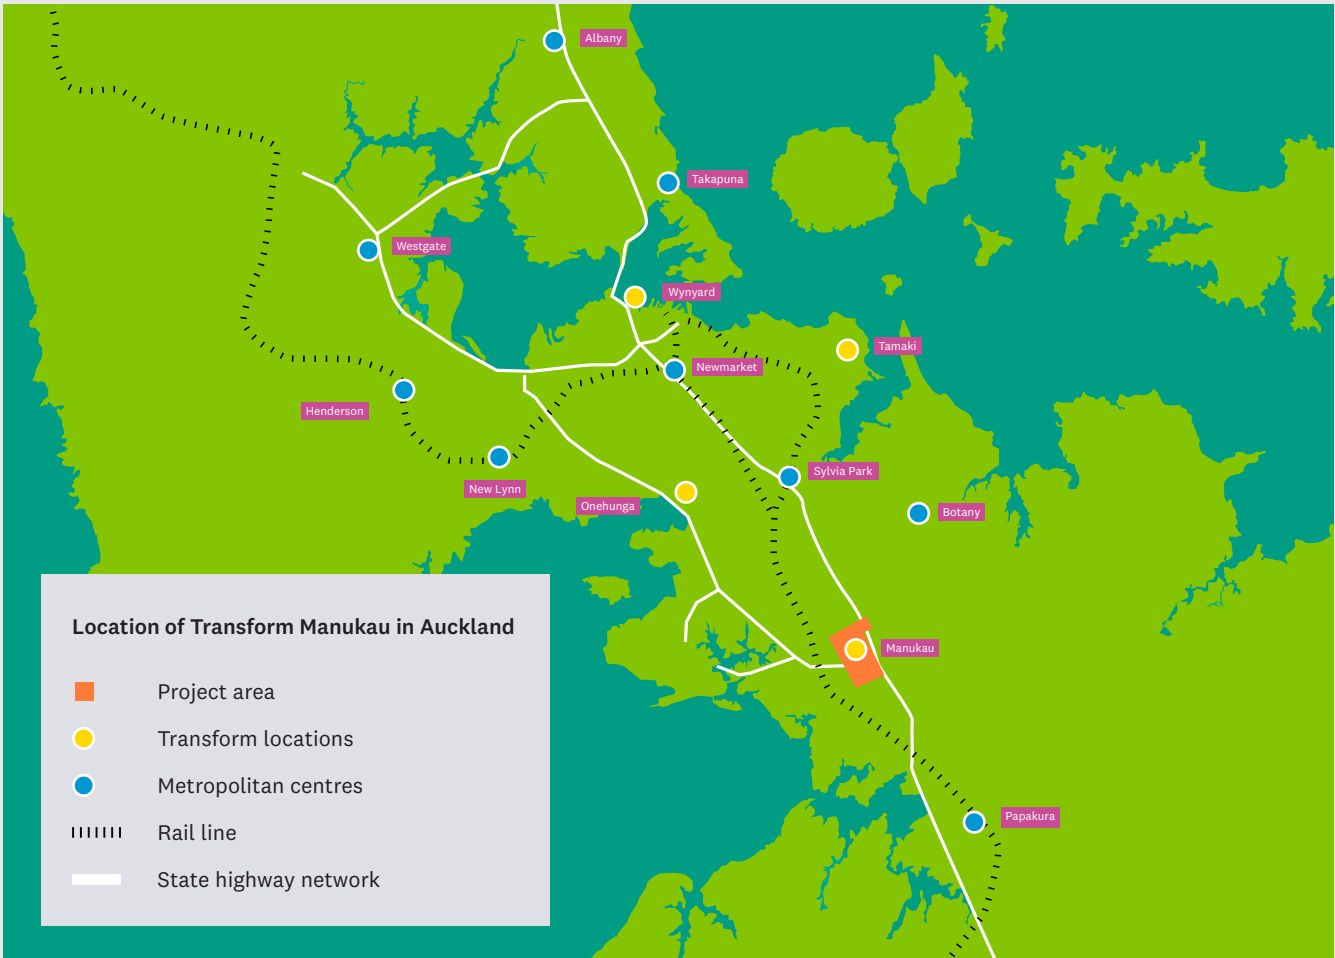 Albany
Takapuna
Westgate
Wynyard
Tamaki
Newmarket
Henderson
Sylvia Park
New Lynn
Onehunga
Botany
Manukau
Papakura
Location of Transform Manukau in Auckland
Project area
Transform locations
Metropolitan centres
Rail line
State highway network